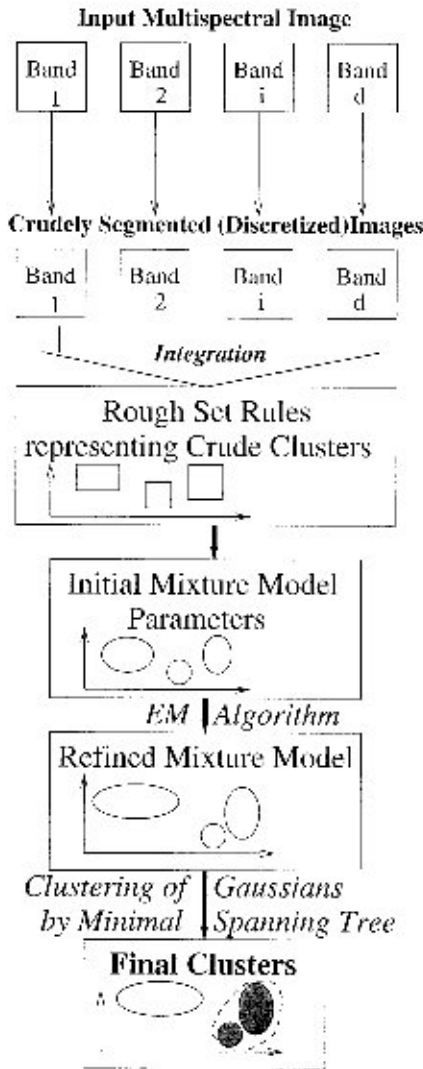 Input Multispectral Image
Band 1
Band 2
Band i
Band d
Crudely Segmented (Discretized)Images
Band 1
Band 2
Band i
Band d
Integration
Rough Set Rules
representing Crude Clusters
Initial Mixture Model
Parameters
EM Algorithm
Refined Mixture Model
Clustering of Gaussians
by Minimal Spanning Tree
Final Clusters